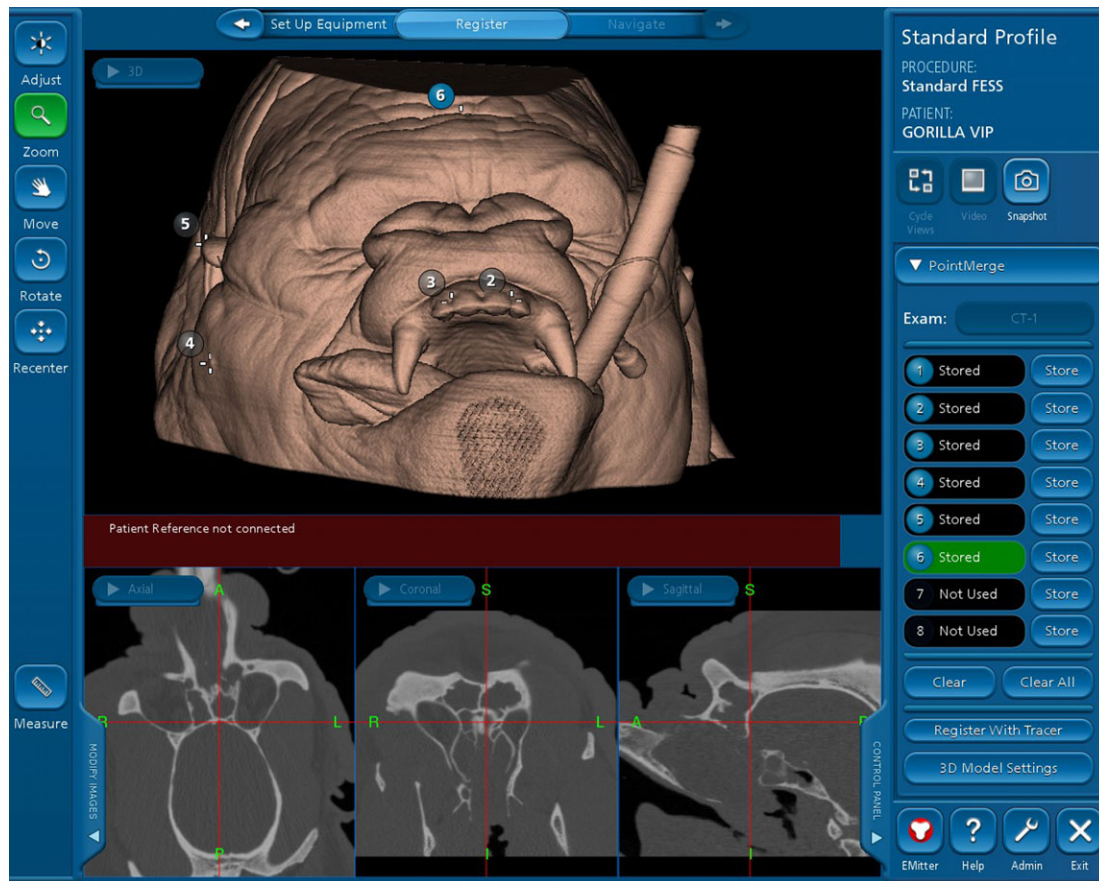 Set Up Equipment
Register
Navigate
Adjust
Zoom
Move
Rotate
Recenter
Measure
3D
6
5
3
2
4
Patient Reference not connected
Axial
A
R
L
P
Coronal
S
R
L
I
Sagittal
S
A
P
I
MODIFY IMAGES
CONTROL PANEL
Standard Profile
PROCEDURE:
Standard FESS
PATIENT:
GORILLA VIP
Cycle
Views
Video
Snapshot
PointMerge
Exam: CT-1
1 Stored Store
2 Stored Store
3 Stored Store
4 Stored Store
5 Stored Store
6 Stored Store
7 Not Used Store
8 Not Used Store
Clear Clear All
Register With Tracer
3D Model Settings
EMitter
? Help
Admin
Exit